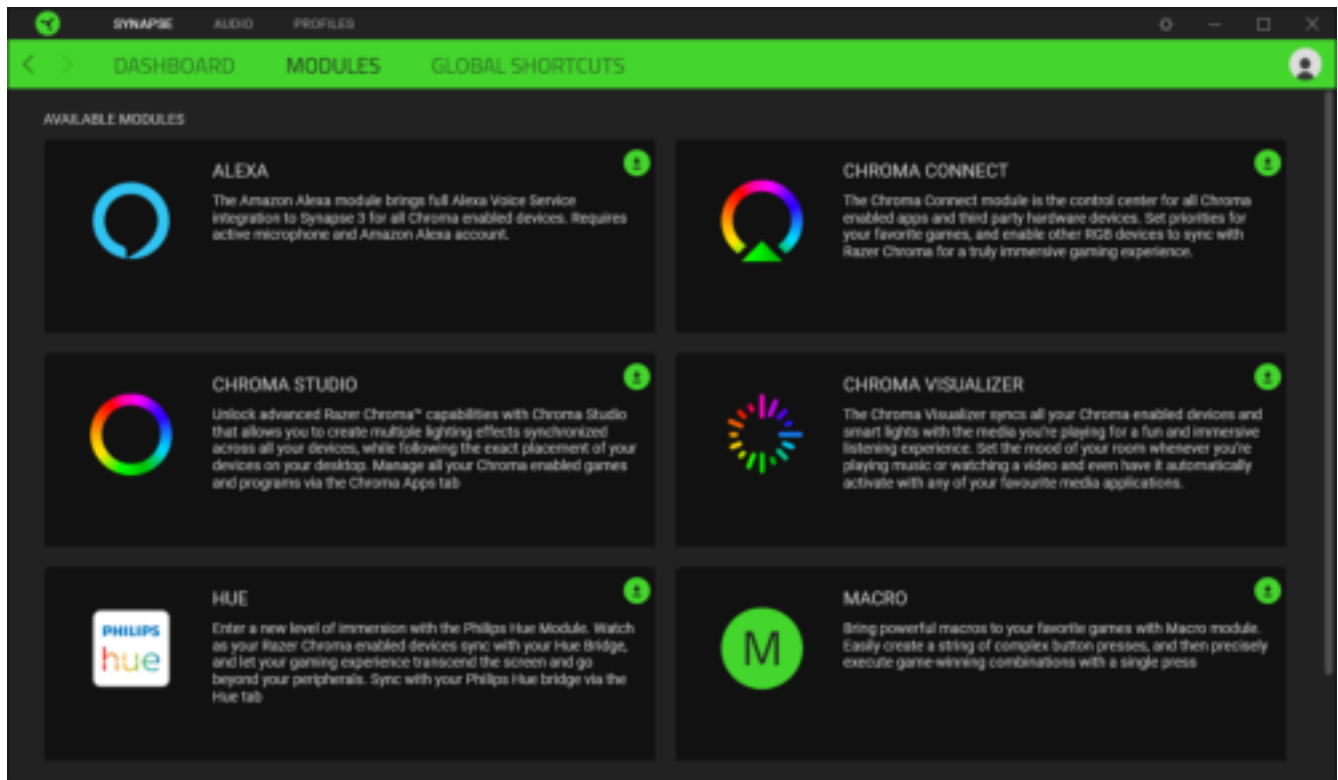 SYNAPSE AUDIO PROFILES
DASHBOARD MODULES GLOBAL SHORTCUTS
AVAILABLE MODULES
ALEXA
The Amazon Alexa module brings full Alexa Voice Service
integration to Synapse 3 for all Chroma enabled devices. Requires
active microphone and Amazon Alexa account.
CHROMA CONNECT
The Chroma Connect module is the control center for all Chroma
enabled apps and third party hardware devices. Set priorities for
your favorite games, and enable other RGB devices to sync with
Razer Chroma for a truly immersive gaming experience.
CHROMA STUDIO
Unlock advanced Razer Chroma™ capabilities with Chroma Studio
that allows you to create multiple lighting effects synchronized
across all your devices, while following the exact placement of your
devices on your desktop. Manage all your Chroma enabled games
and programs via the Chroma Apps tab
CHROMA VISUALIZER
The Chroma Visualizer syncs all your Chroma enabled devices and
smart lights with the media you're playing for a fun and immersive
listening experience. Set the mood of your room whenever you're
playing music or watching a video and even have it automatically
activate with any of your favourite media applications.
PHILIPS
hue
HUE
Enter a new level of immersion with the Philips Hue Module. Watch
as your Razer Chroma enabled devices sync with your Hue Bridge,
and let your gaming experience transcend the screen and go
beyond your peripherals. Sync with your Philips Hue bridge via the
Hue tab
M
MACRO
Bring powerful macros to your favorite games with Macro module.
Easily create a string of complex button presses, and then precisely
execute game-winning combinations with a single press